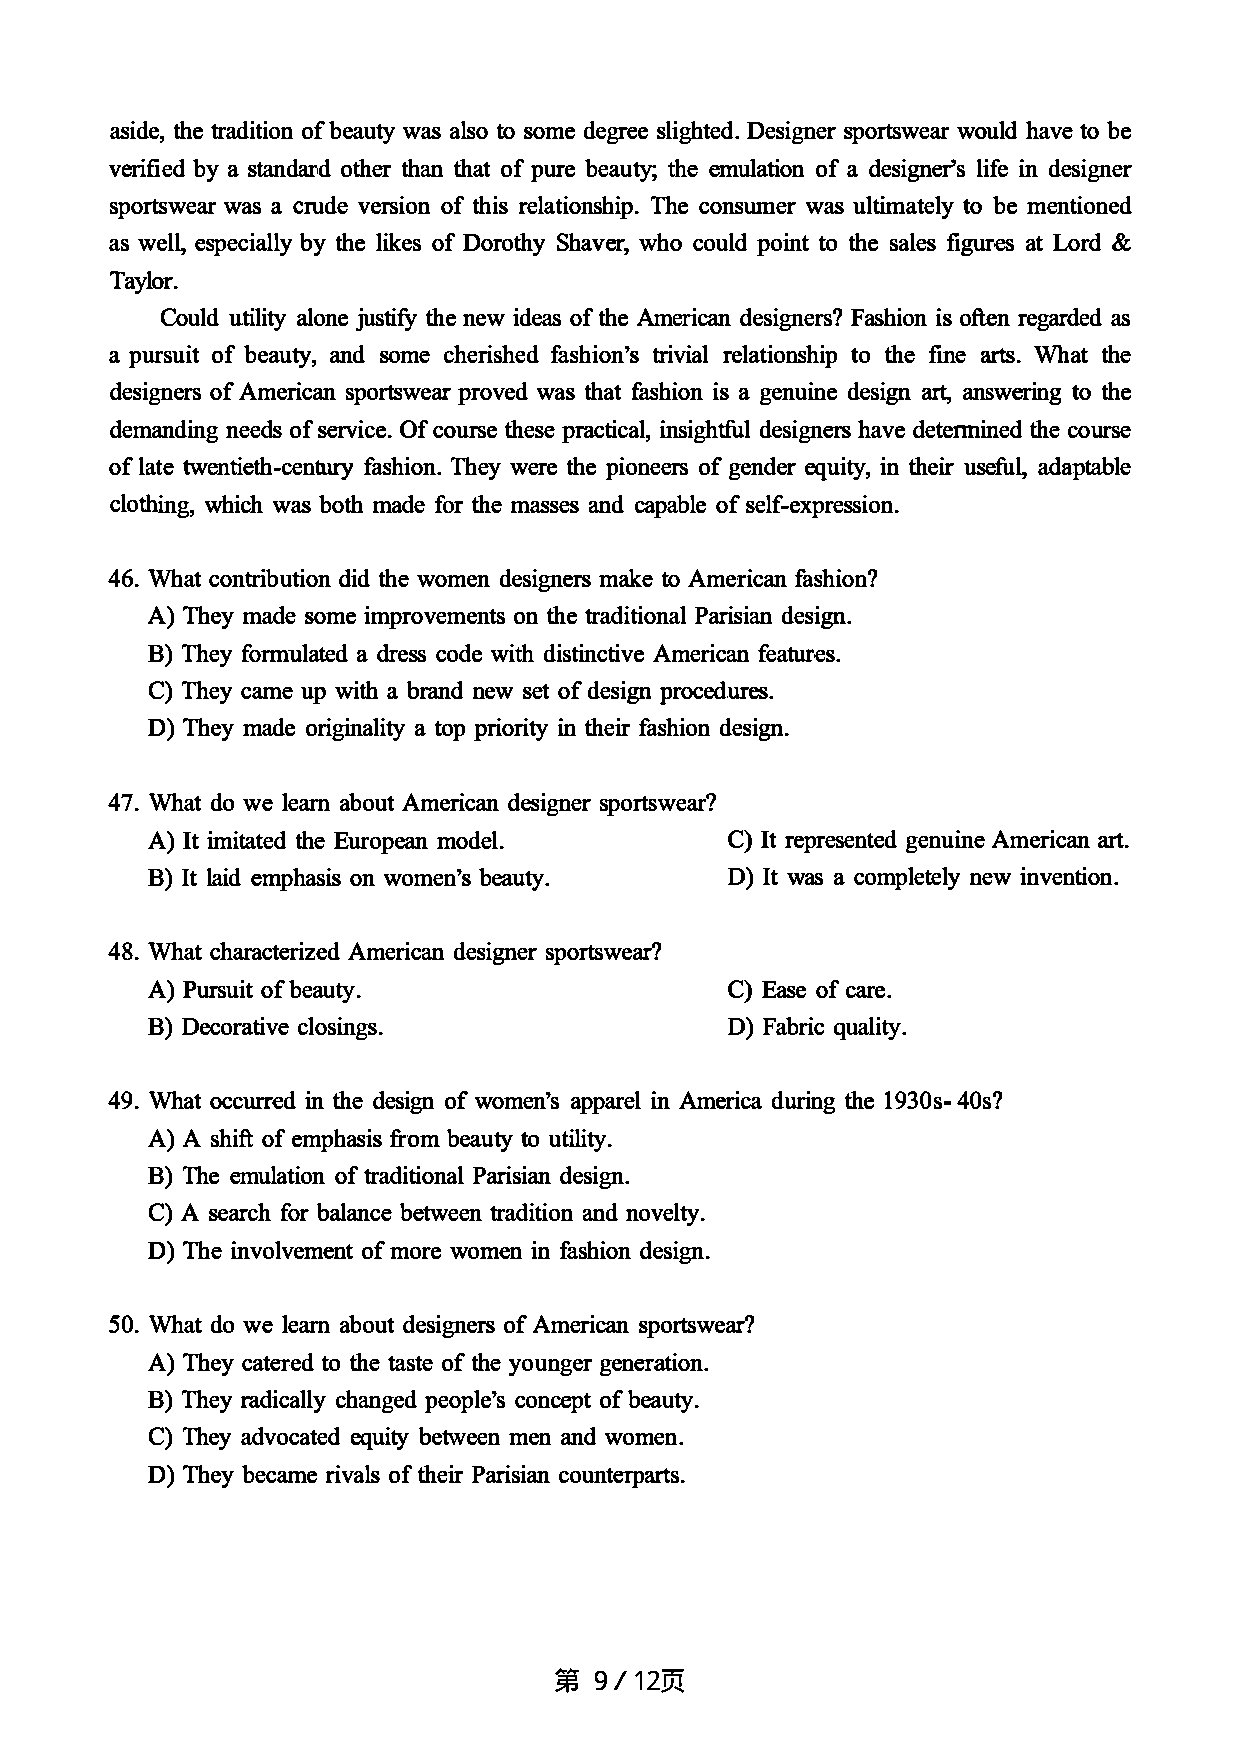 aside, the tradition of beauty was also to some degree slighted. Designer sportswear would have to be
verified by a standard other than that of pure beauty; the emulation of a designer's life in designer
sportswear was a crude version of this relationship. The consumer was ultimately to be mentioned
as well, especially by the likes of Dorothy Shaver, who could point to the sales figures at Lord &
Taylor.
Could utility alone justify the new ideas of the American designers? Fashion is often regarded as
a pursuit of beauty, and some cherished fashion's trivial relationship to the fine arts. What the
designers of American sportswear proved was that fashion is a genuine design art, answering to the
demanding needs of service. Of course these practical, insightful designers have determined the course
of late twentieth-century fashion. They were the pioneers of gender equity, in their useful, adaptable
clothing, which was both made for the masses and capable of self-expression.
46. What contribution did the women designers make to American fashion?
A) They made some improvements on the traditional Parisian design.
B) They formulated a dress code with distinctive American features.
C) They came up with a brand new set of design procedures.
D) They made originality a top priority in their fashion design.
47. What do we learn about American designer sportswear?
A) It imitated the European model. C) It represented genuine American art.
B) It laid emphasis on women's beauty. D) It was a completely new invention.
48. What characterized American designer sportswear?
A) Pursuit of beauty. C) Ease of care.
B) Decorative closings. D) Fabric quality.
49. What occurred in the design of women's apparel in America during the 1930s-40s?
A) A shift of emphasis from beauty to utility.
B) The emulation of traditional Parisian design.
C) A search for balance between tradition and novelty.
D) The involvement of more women in fashion design.
50. What do we learn about designers of American sportswear?
A) They catered to the taste of the younger generation.
B) They radically changed people's concept of beauty.
C) They advocated equity between men and women.
D) They became rivals of their Parisian counterparts.
第 9 / 12页